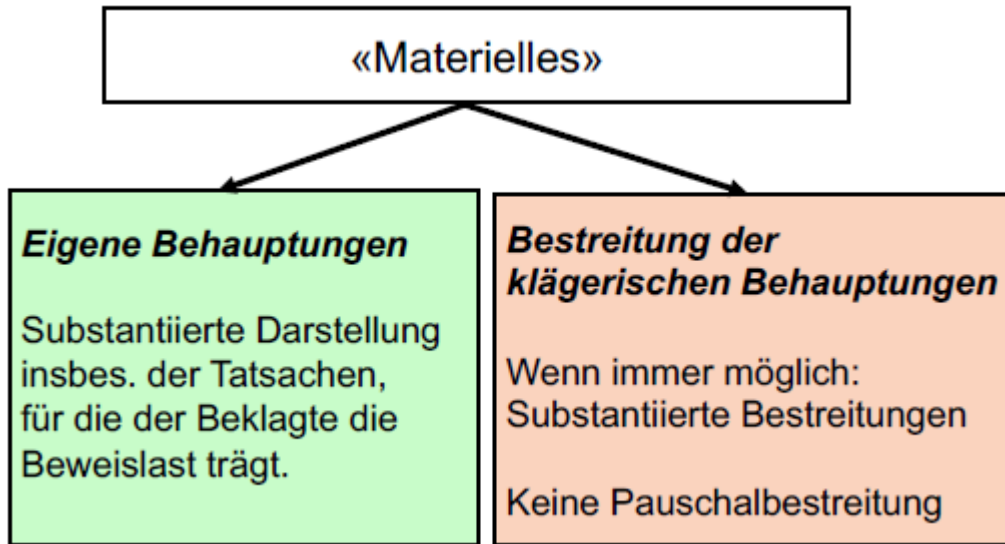 «Materielles»
Eigene Behauptungen
Substantiierte Darstellung
insbes. der Tatsachen,
für die der Beklagte die
Beweislast trägt.
Bestreitung der
klägerischen Behauptungen
Wenn immer möglich:
Substantiierte Bestreitungen
Keine Pauschalbestreitung